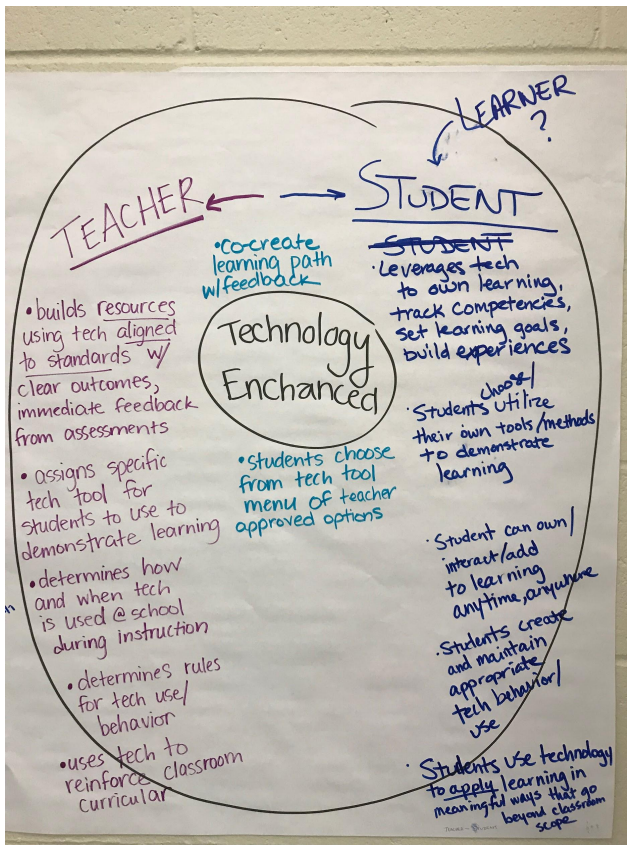 LEARNER
?
TEACHER
STUDENT
STUDENT
• co-create
learning path
w/feedback
Technology
Enchanced
• Students choose
from tech tool
menu of teacher
approved options
• builds resources
using tech aligned
to standards w/
clear outcomes,
immediate feedback
from assessments
• assigns specific
tech tool for
students to use to
demonstrate learning
• determines how
and when tech
is used @ school
during instruction
• determines rules
for tech use/
behavior
• uses tech to
reinforce classroom
curricular
· Leverages tech
to own learning,
track competencies,
set learning goals,
build experiences
choose/
· Students utilize
their own tools/methods
to demonstrate
learning
· Student can own/
interact/add
to learning
anytime, anywhere
· Students create
and maintain
appropriate
tech behavior/
use
· Students use technology
to apply learning in
meaningful ways that go
beyond classroom
scope